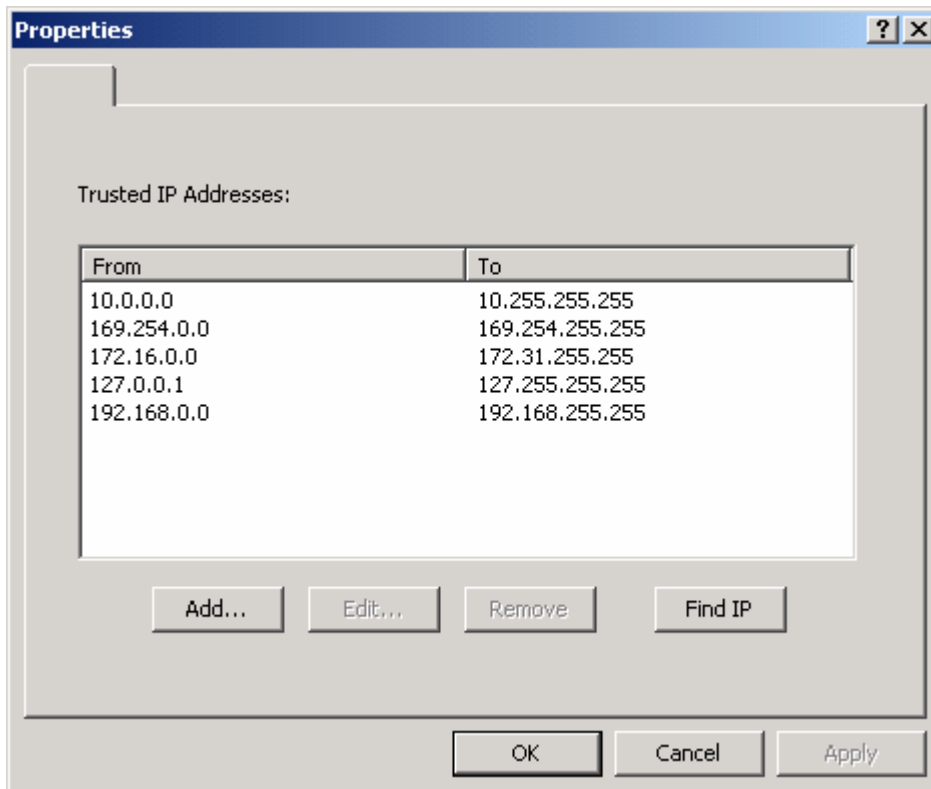 Properties
Trusted IP Addresses:
From To
10.0.0.0 10.255.255.255
169.254.0.0 169.254.255.255
172.16.0.0 172.31.255.255
127.0.0.1 127.255.255.255
192.168.0.0 192.168.255.255
Add... Edit... Remove Find IP
OK Cancel Apply